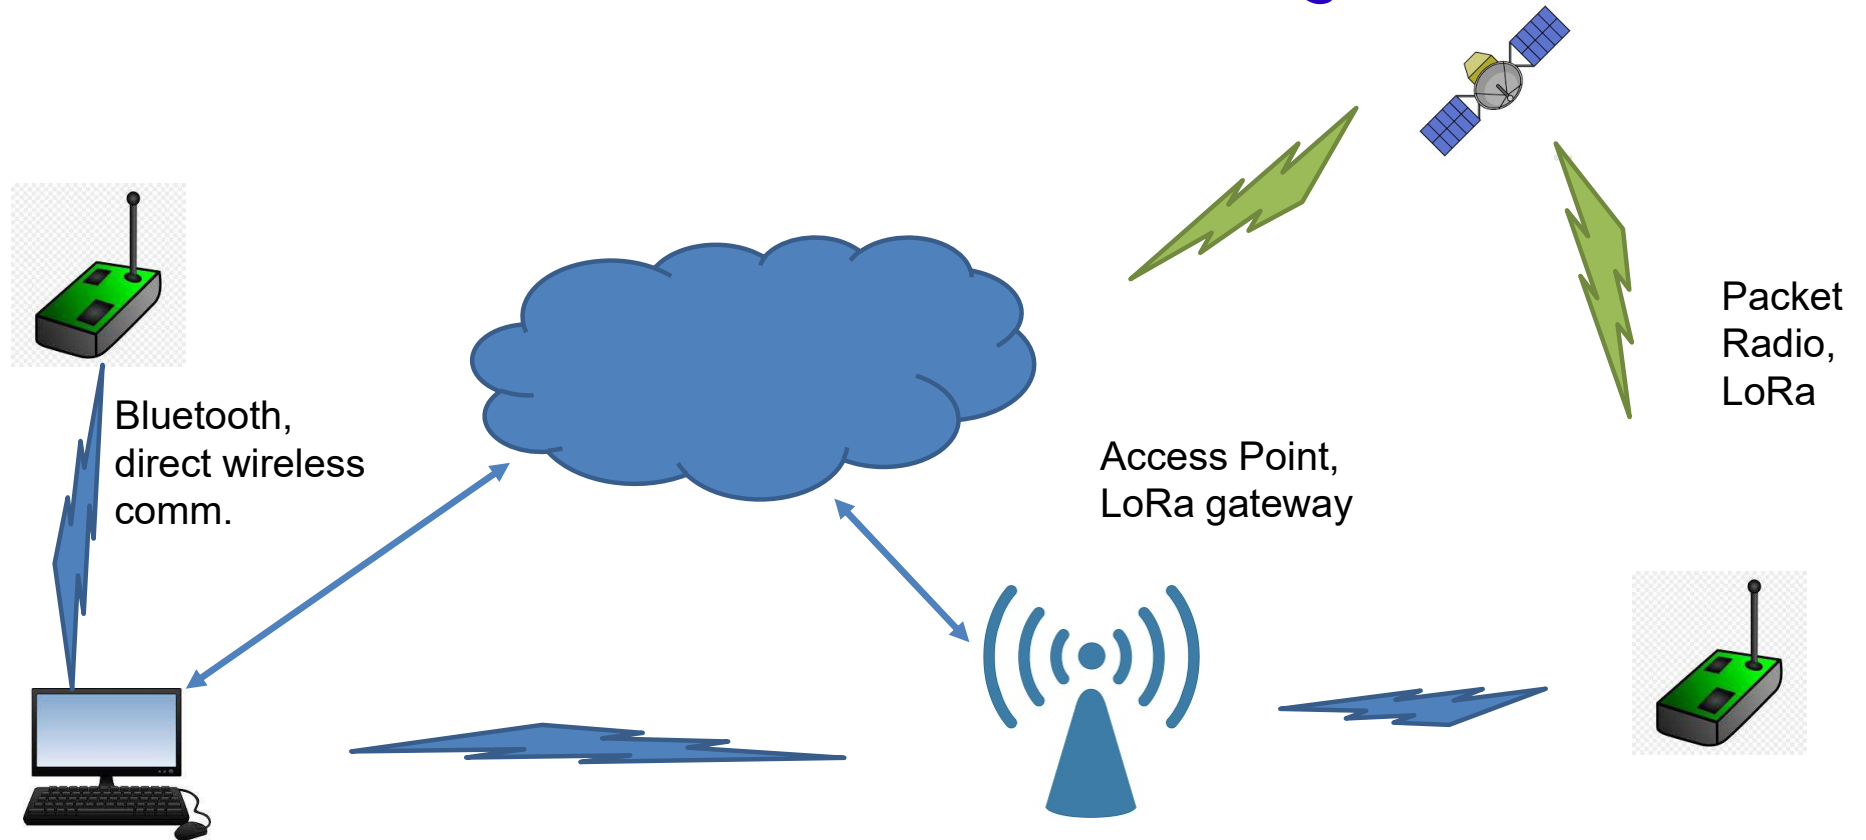 Packet
Radio,
LoRa
Bluetooth,
direct wireless
comm.
Access Point,
LoRa gateway